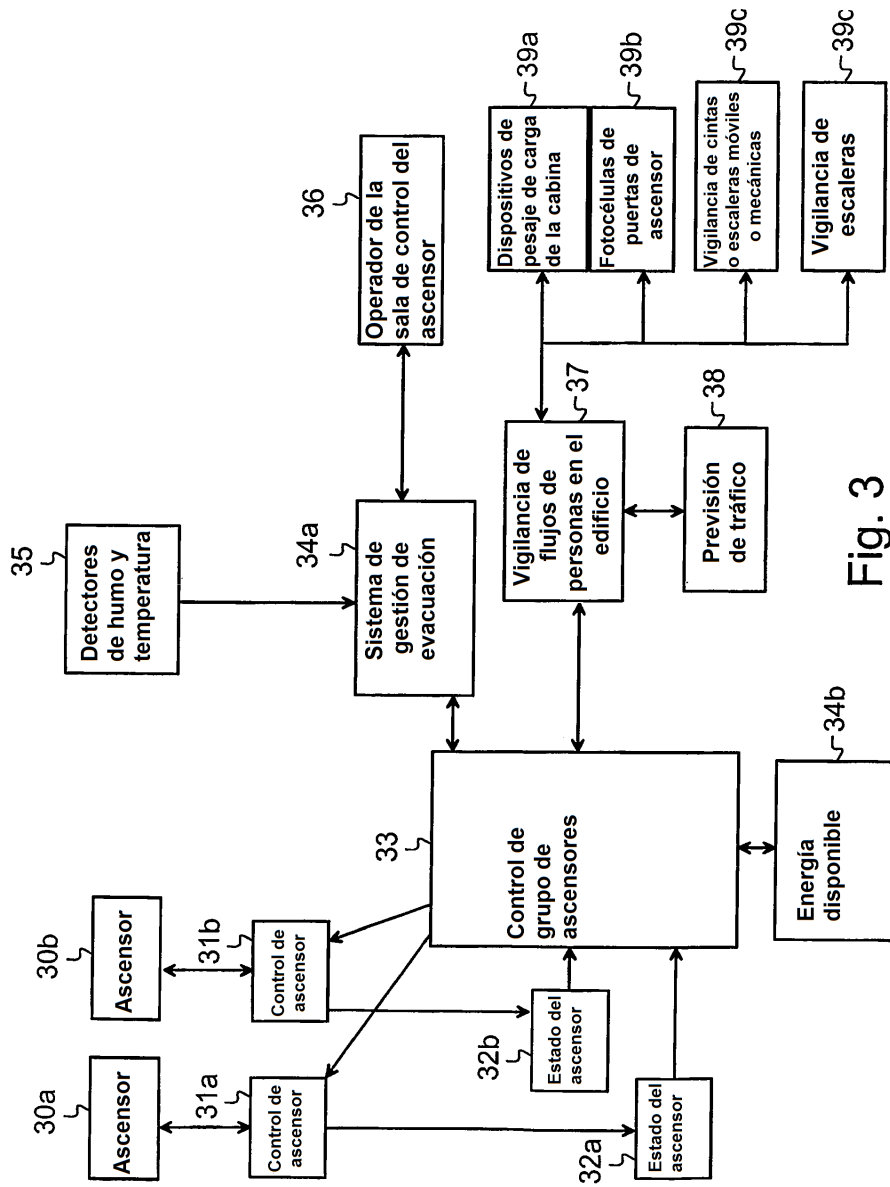 30a
Ascensor
30b
Ascensor
31a
Control de
ascensor
31b
Control de
ascensor
32a
Estado del
ascensor
32b
Estado del
ascensor
33
Control de
grupo de
ascensores
34a
Sistema de
gestión de
evacuación
34b
Energía
disponible
35
Detectores
de humo y
temperatura
36
Operador de la
sala de control del
ascensor
37
Vigilancia de
flujos de
personas en el
edificio
38
Previsión
de tráfico
39a
Dispositivos de
pesaje de carga
de la cabina
39b
Fotocélulas de
puertas de
ascensor
39c
Vigilancia de cintas
o escaleras móviles
o mecánicas
39c
Vigilancia de
escaleras
Fig. 3